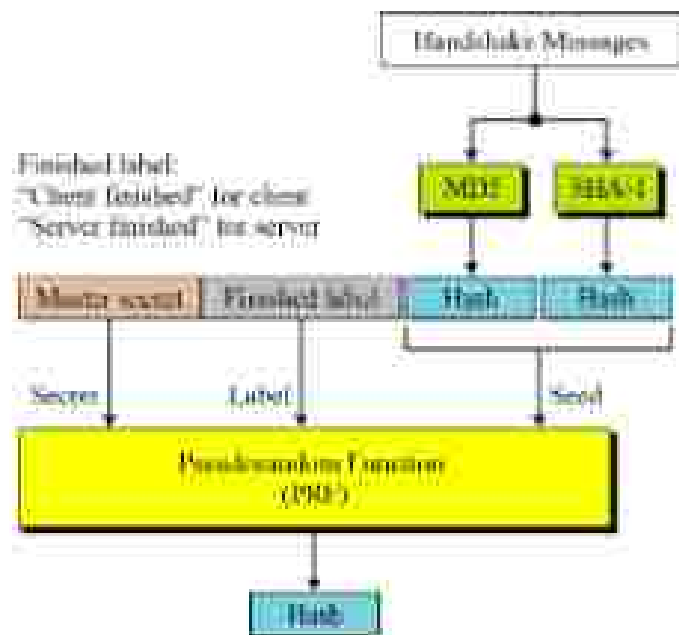 Handshake Messages
Finished label:
"Client finished" for client
"Server finished" for server
MD5 SHA-1
Master secret Finished label Hash Hash
Secret Label Seed
Pseudorandom Function
(PRF)
Hash